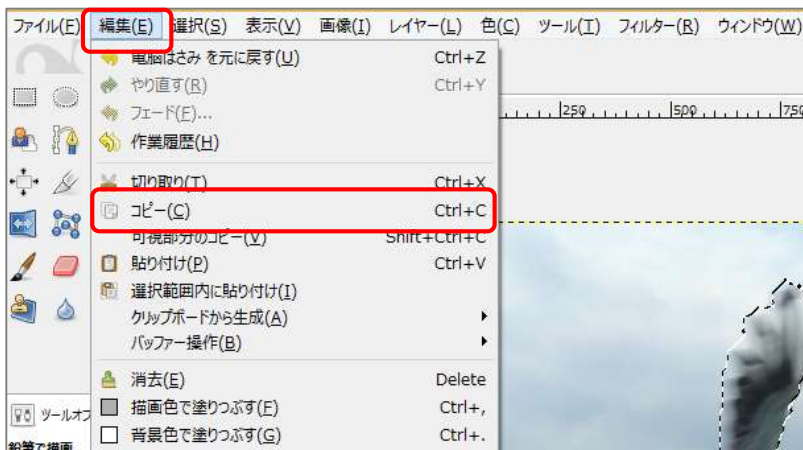 ファイル(F) 編集(E) 選択(S) 表示(V) 画像(I) レイヤー(L) 色(C) ツール(T) フィルター(R) ウィンドウ(W)
電脳はさみ を元に戻す(U) Ctrl+Z
やり直す(R) Ctrl+Y
フェード(F)...
作業履歴(H)
250 500 750
切り取り(T) Ctrl+X
コピー(C) Ctrl+C
可視部分のコピー(V) Shift+Ctrl+C
貼り付け(P) Ctrl+V
選択範囲内に貼り付け(I)
クリップボードから生成(A)
バッファー操作(B)
消去(E) Delete
ツールオプ
描画色で塗りつぶす(F) Ctrl+,
背景色で塗りつぶす(G) Ctrl+.
鉛筆で描画